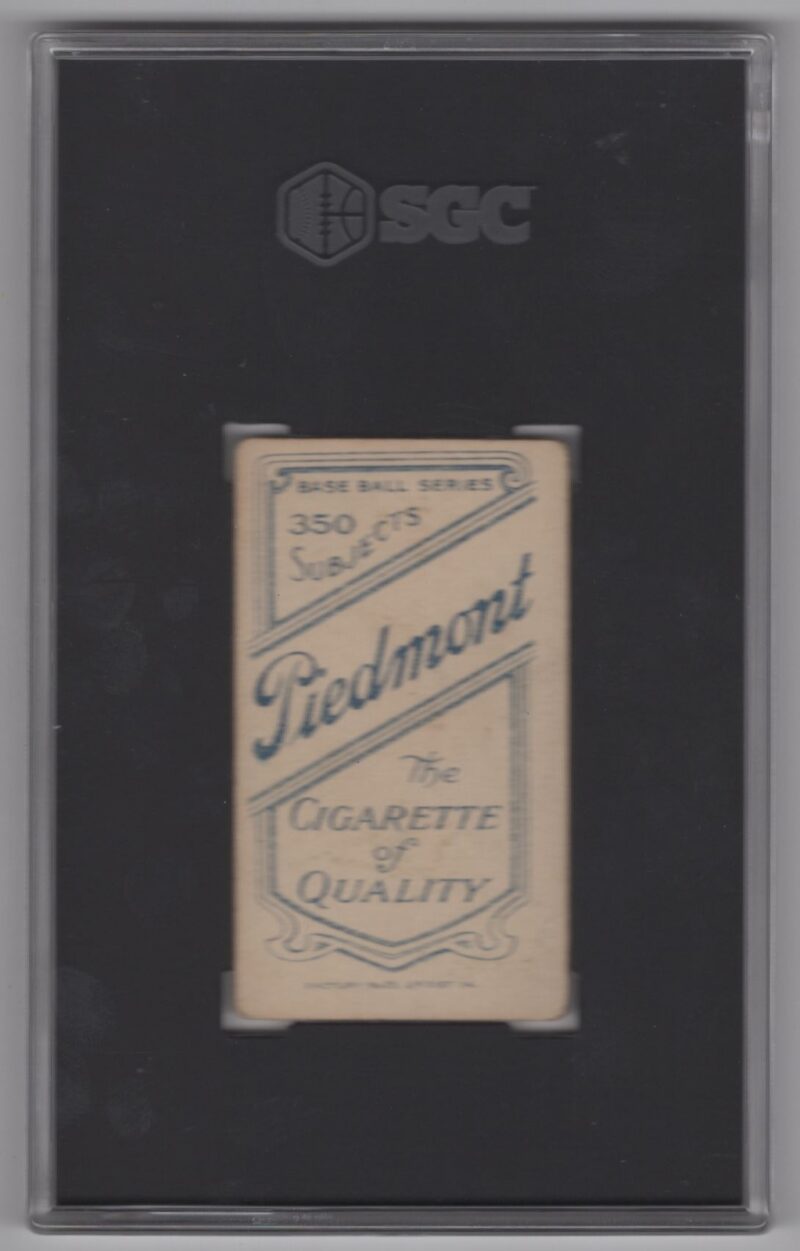 SGC
BASE BALL SERIES
350
SUBJECTS
Piedmont
The
CIGARETTE
of
QUALITY